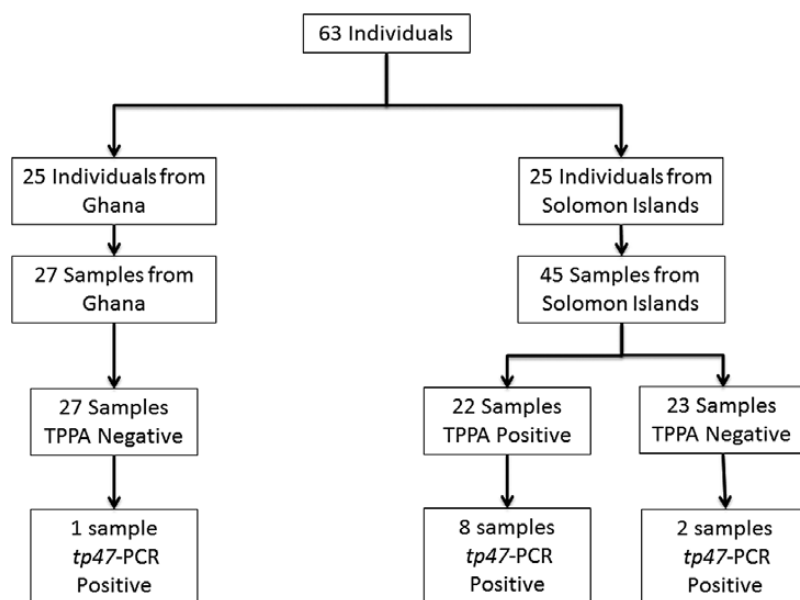 63 Individuals
25 Individuals from
Ghana
25 Individuals from
Solomon Islands
27 Samples from
Ghana
45 Samples from
Solomon Islands
27 Samples
TPPA Negative
22 Samples
TPPA Positive
23 Samples
TPPA Negative
1 sample
tp47-PCR
Positive
8 samples
tp47-PCR
Positive
2 samples
tp47-PCR
Positive